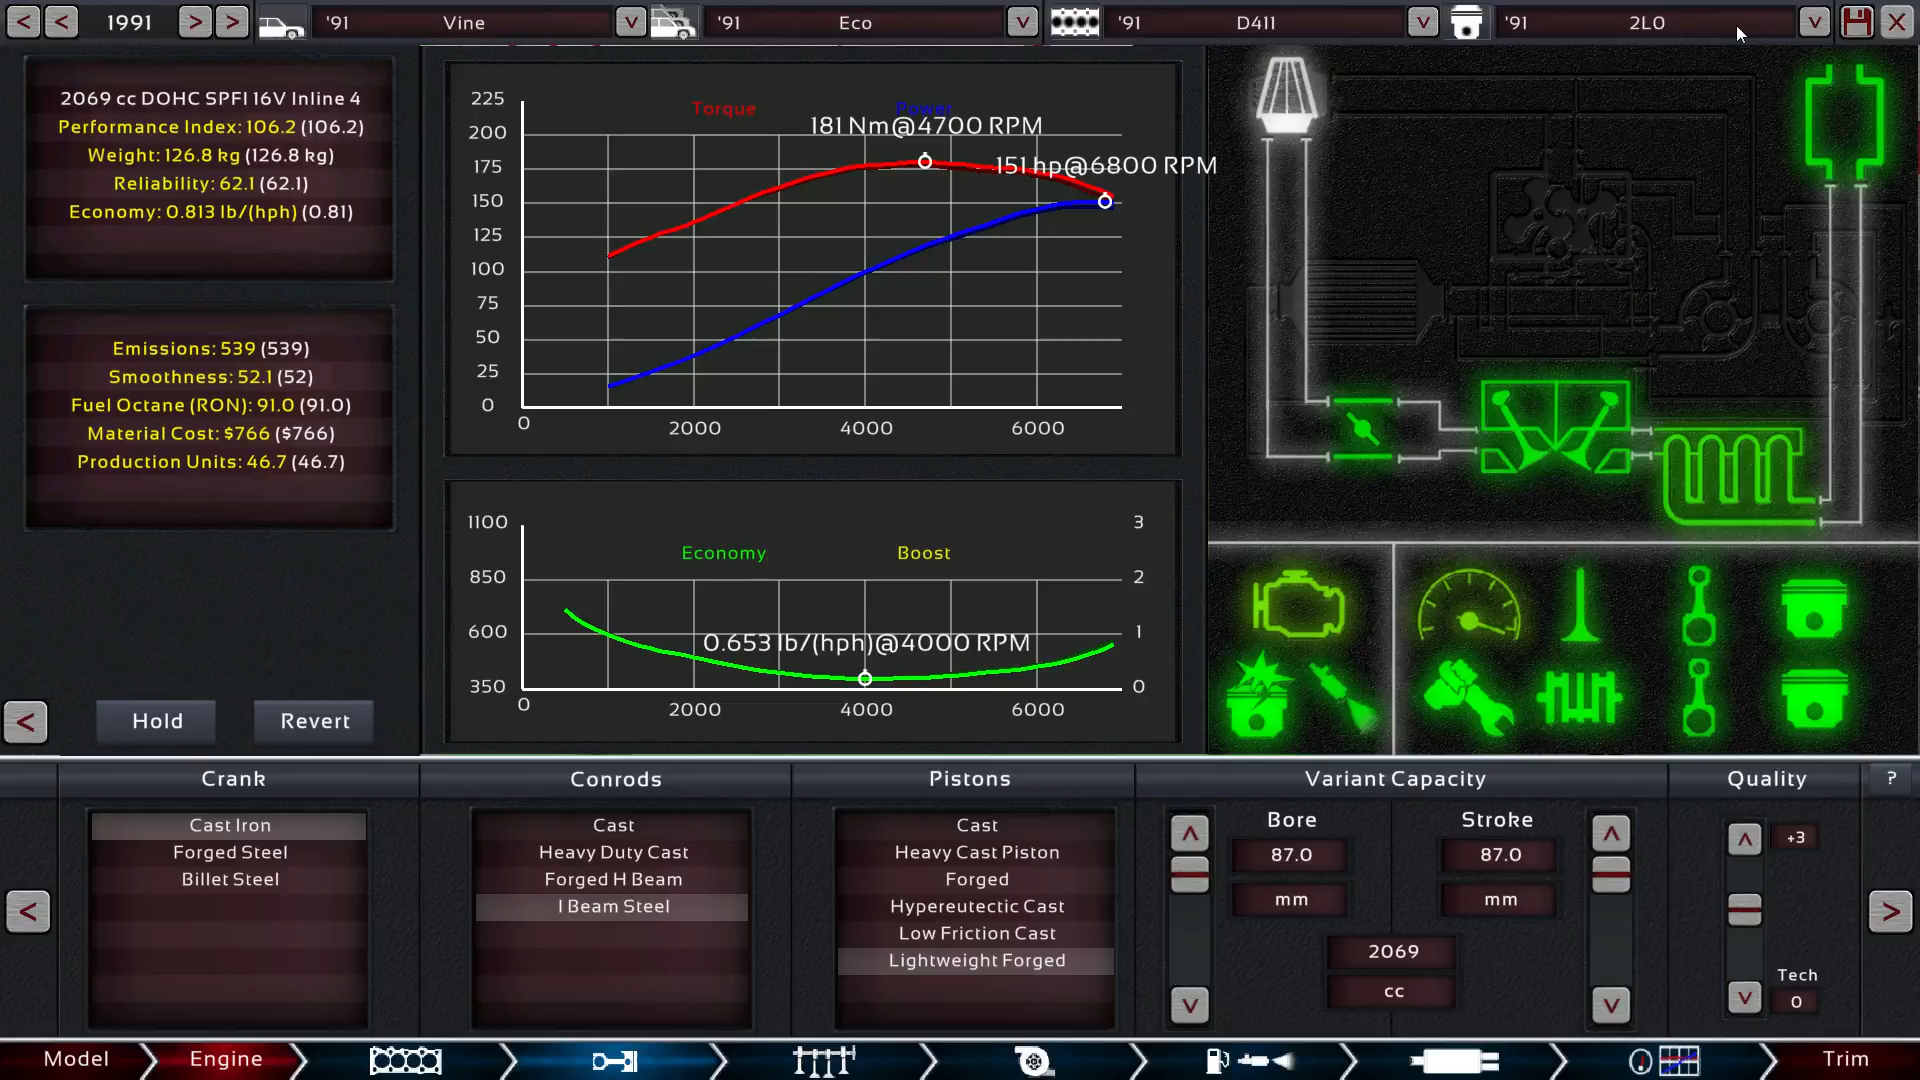 < < 1991 > > '91 Vine v '91 Eco v '91 D4I1 v '91 2L0 v X
2069 cc DOHC SPFI 16V Inline 4
Performance Index: 106.2 (106.2)
Weight: 126.8 kg (126.8 kg)
Reliability: 62.1 (62.1)
Economy: 0.813 lb/(hph) (0.81)
Emissions: 539 (539)
Smoothness: 52.1 (52)
Fuel Octane (RON): 91.0 (91.0)
Material Cost: $766 ($766)
Production Units: 46.7 (46.7)
< Hold Revert
Torque Power
181 Nm@4700 RPM
151 hp@6800 RPM
225
200
175
150
125
100
75
50
25
0
0 2000 4000 6000
Economy Boost
0.653 lb/(hph)@4000 RPM
1100 3
850 2
600 1
350 0
0 2000 4000 6000
Crank
Cast Iron
Forged Steel
Billet Steel
Conrods
Cast
Heavy Duty Cast
Forged H Beam
I Beam Steel
Pistons
Cast
Heavy Cast Piston
Forged
Hypereutectic Cast
Low Friction Cast
Lightweight Forged
Variant Capacity
Bore Stroke
87.0 87.0
mm mm
2069
cc
Quality ?
+3
Tech
0
< >
Model Engine Trim